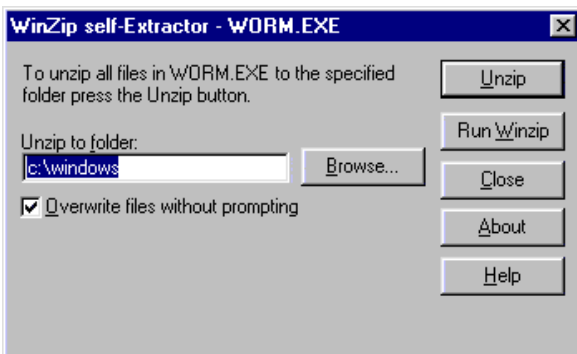 WinZip self-Extractor - WORM.EXE
To unzip all files in WORM.EXE to the specified
folder press the Unzip button.
Unzip to folder:
c:\windows
Browse...
Overwrite files without prompting
Unzip
Run Winzip
Close
About
Help